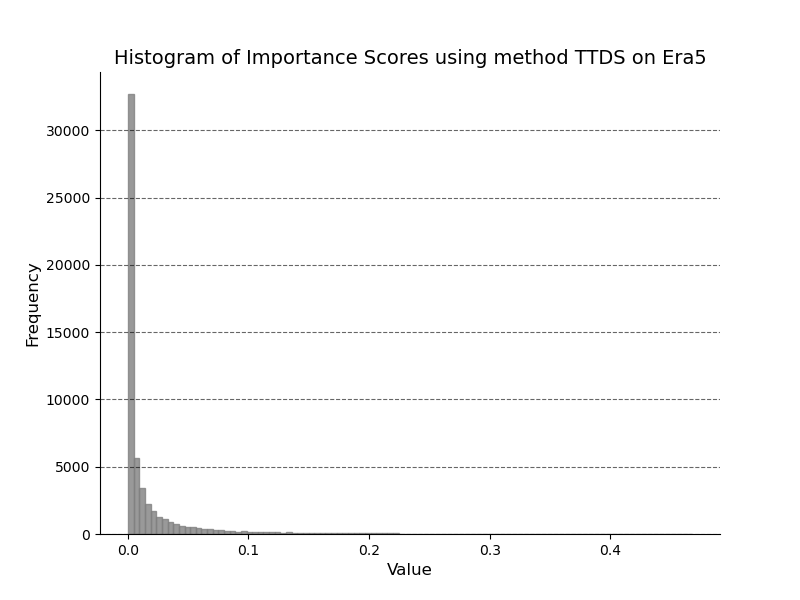 Histogram of Importance Scores using method TTDS on Era5
30000
25000
20000
15000
10000
5000
0
Frequency
0.0 0.1 0.2 0.3 0.4
Value